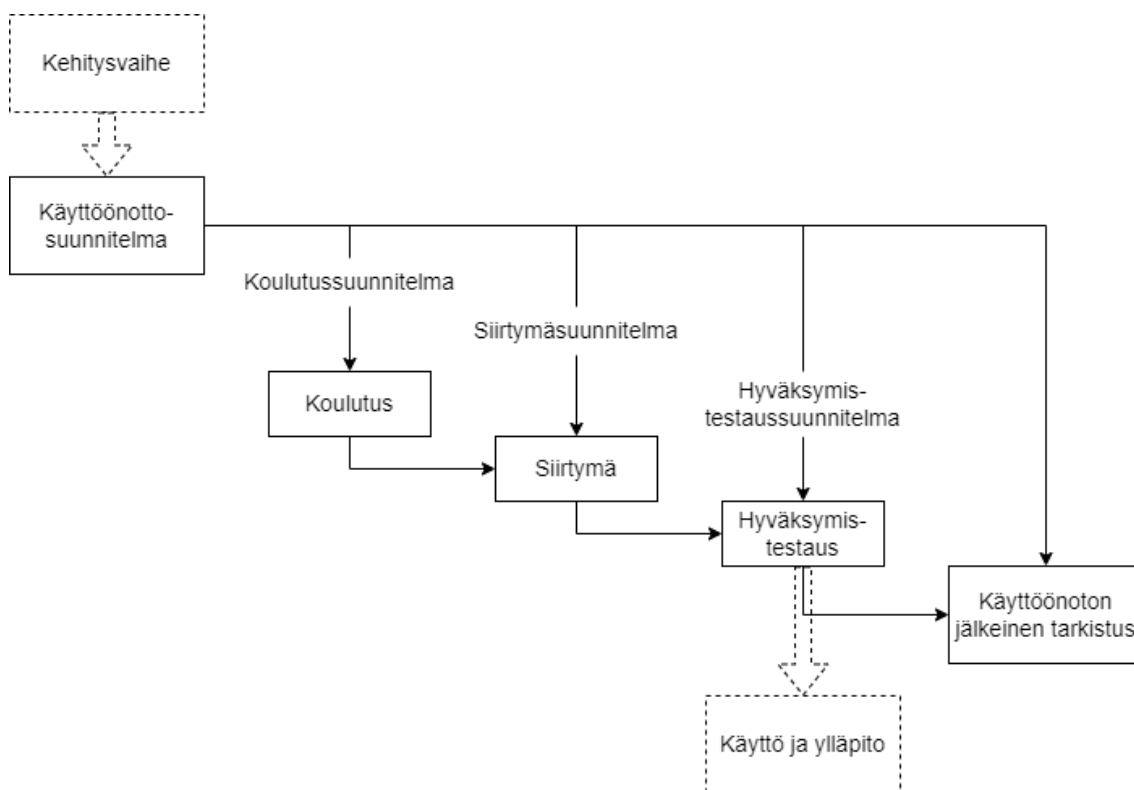 Kehitysvaihe
Käyttöönotto-
suunnitelma
Koulutussuunnitelma
Siirtymäsuunnitelma
Hyväksymis-
testaussuunnitelma
Koulutus
Siirtymä
Hyväksymis-
testaus
Käyttöönoton
jälkeinen tarkistus
Käyttö ja ylläpito